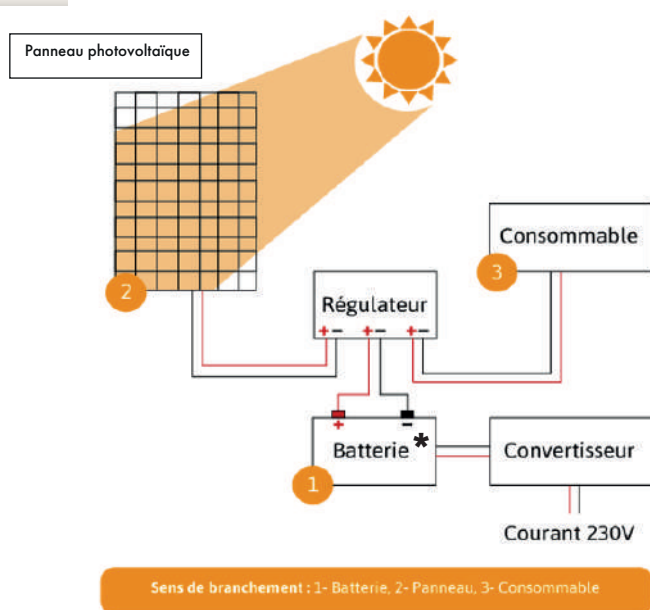 Panneau photovoltaïque
Consommable
3
2
Régulateur
+ − + − + −
+ −
Batterie *
1
Convertisseur
Courant 230V
Sens de branchement : 1- Batterie, 2- Panneau, 3- Consommable